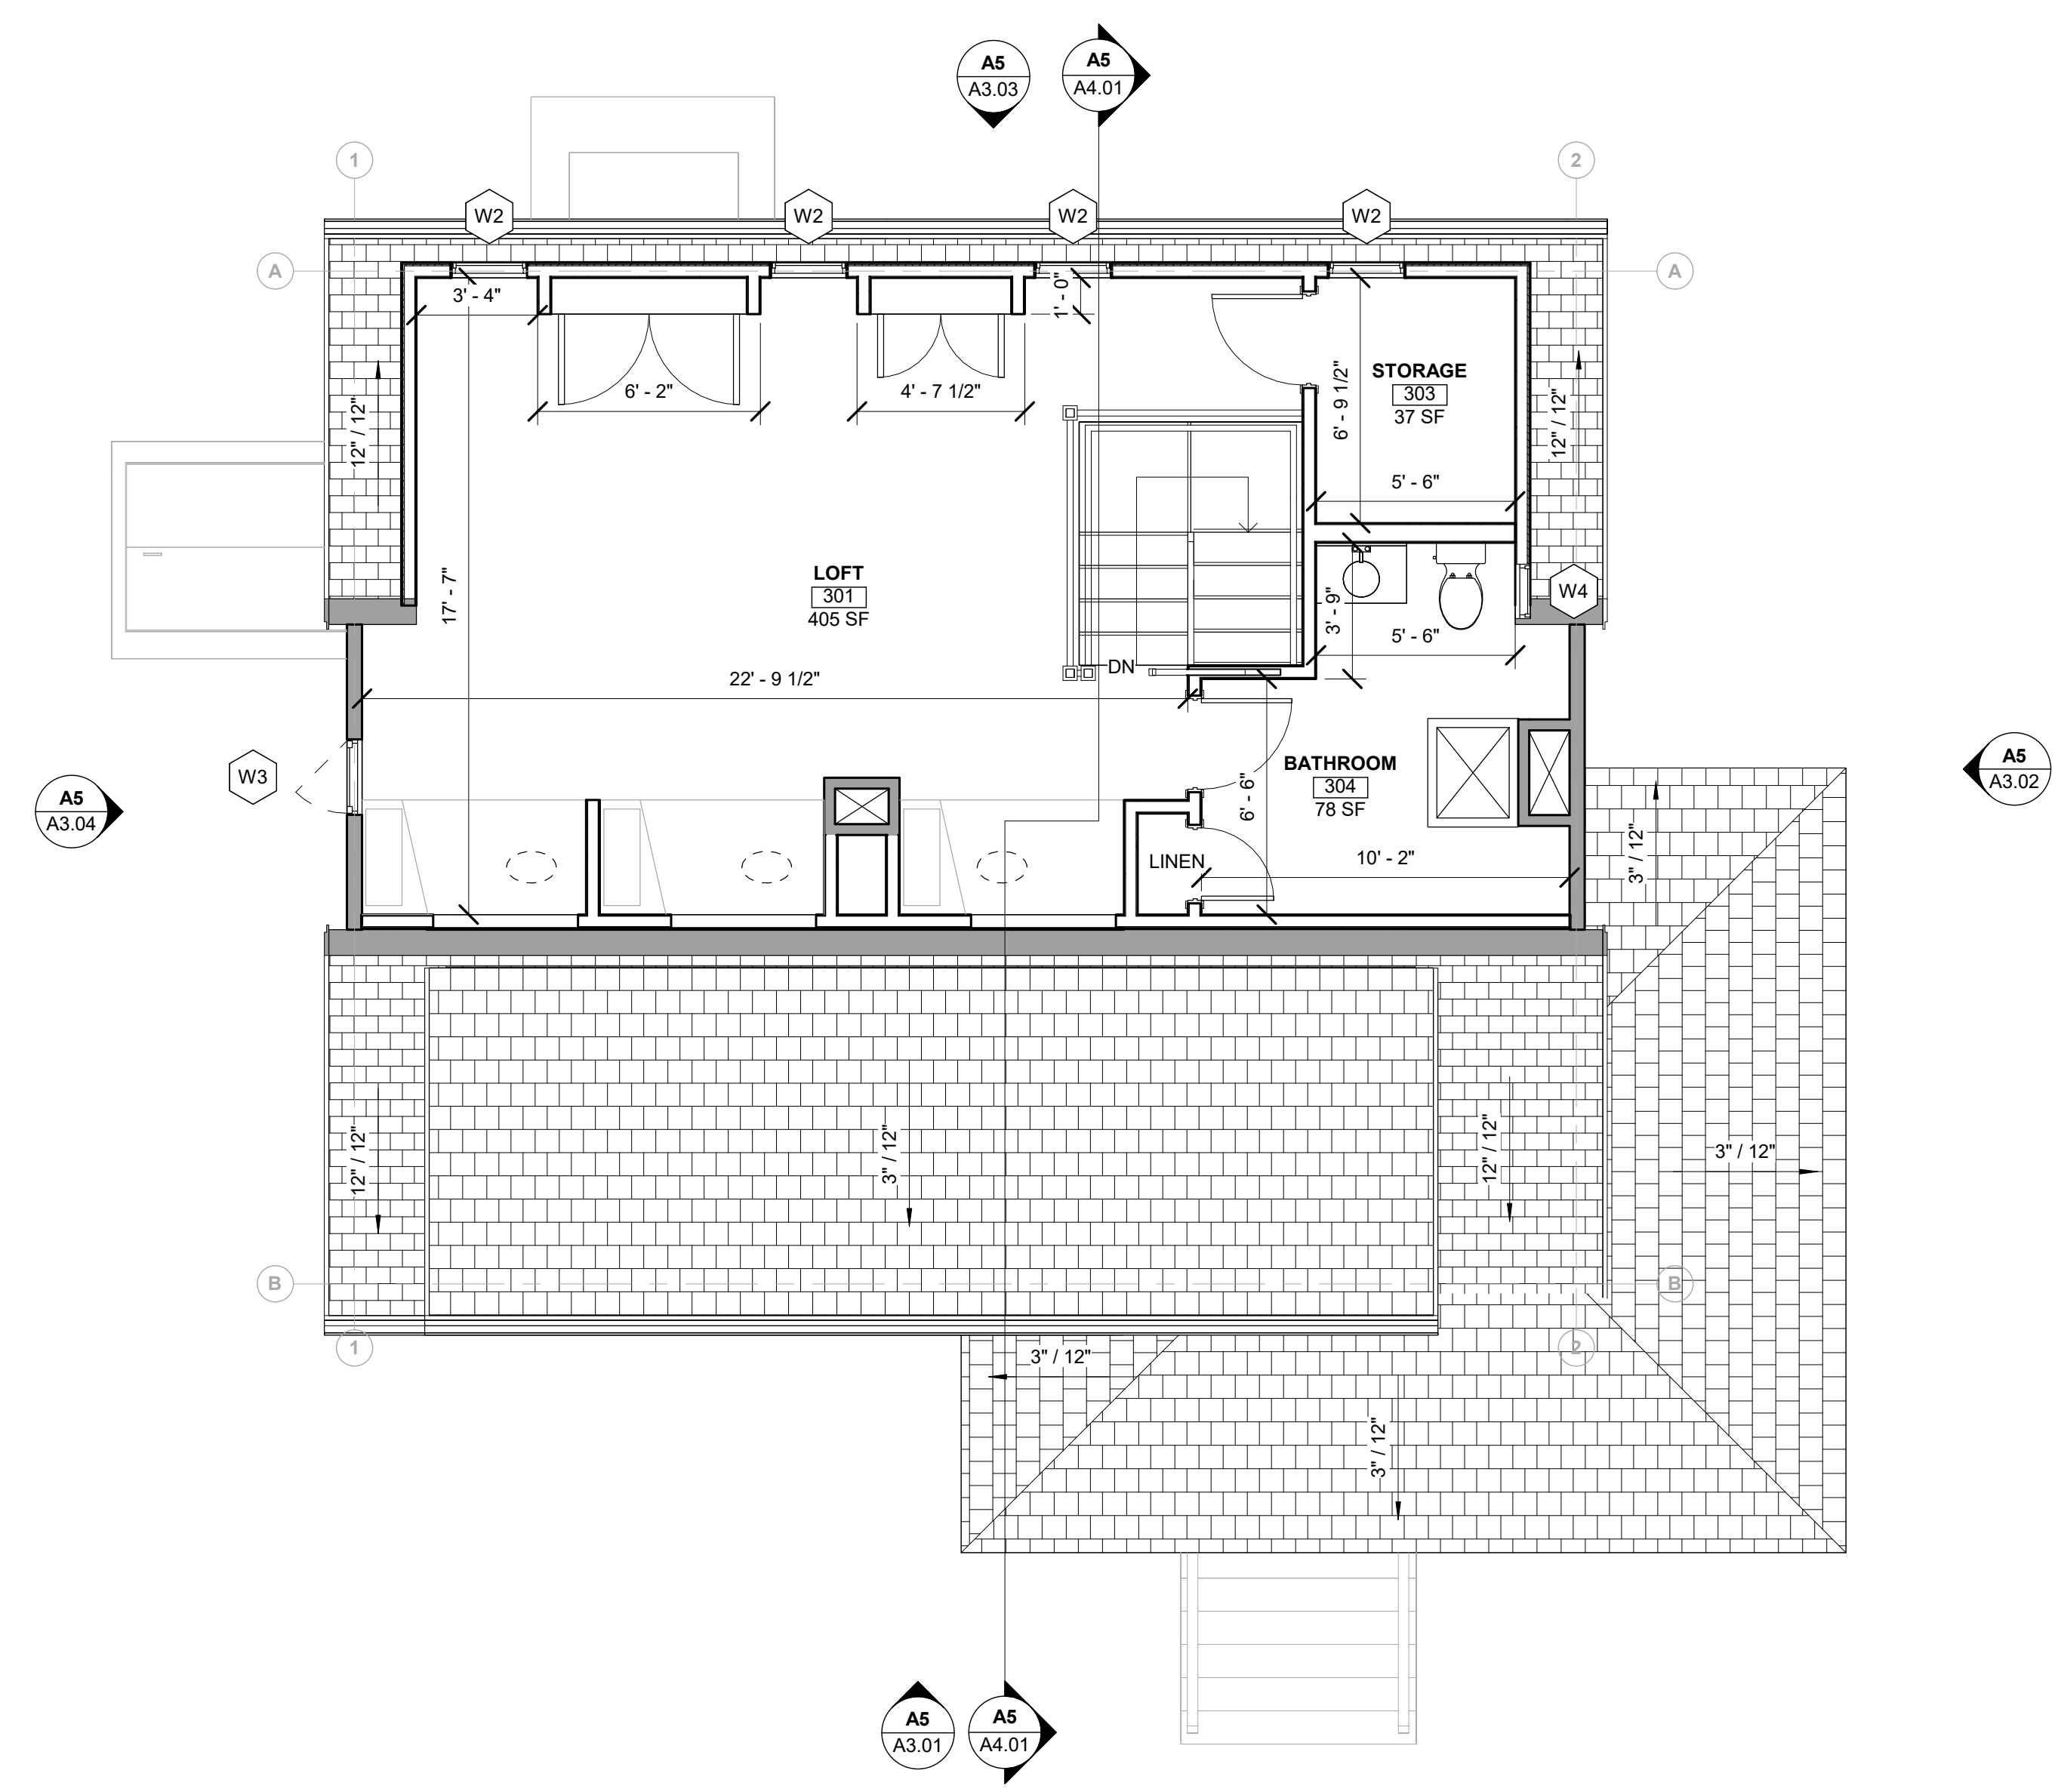 A5
A3.03
A5
A4.01
1
2
W2
W2
W2
W2
A
A
3' - 4"
1' - 0"
6' - 2"
4' - 7 1/2"
6' - 9 1/2"
STORAGE
303
37 SF
12" / 12"
12" / 12"
5' - 6"
17' - 7"
LOFT
301
405 SF
3' - 9"
5' - 6"
W4
DN
22' - 9 1/2"
W3
A5
A3.04
BATHROOM
304
78 SF
6' - 6"
A5
A3.02
LINEN
10' - 2"
3" / 12"
12" / 12"
3" / 12"
12" / 12"
3" / 12"
B
B
1
2
3" / 12"
3" / 12"
A5
A3.01
A5
A4.01